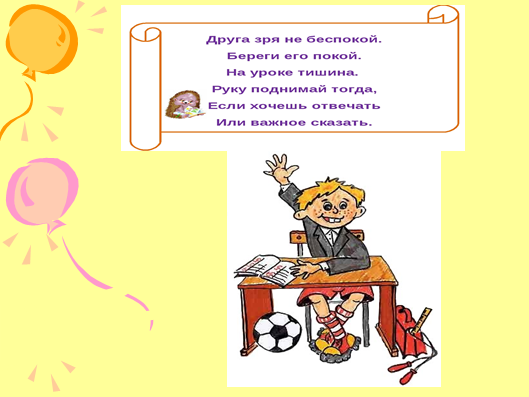 Друга зря не беспокой.
Береги его покой.
На уроке тишина.
Руку поднимай тогда,
Если хочешь отвечать
Или важное сказать.